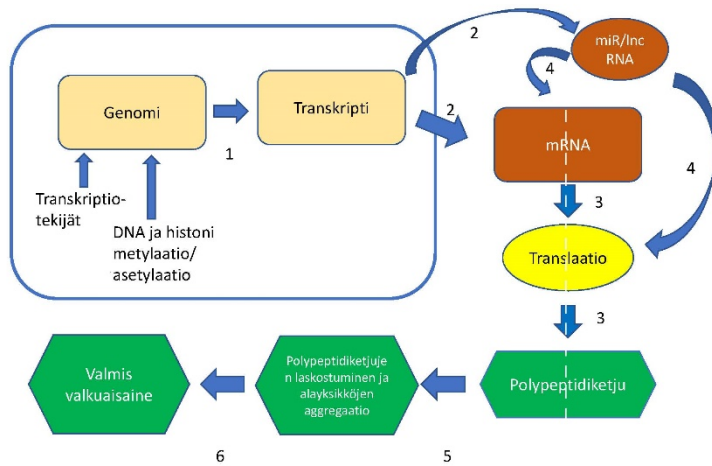 2
miR/lnc
RNA
4
Genomi
Transkripti
2
1
mRNA
4
Transkriptio-
tekijät
DNA ja histoni
metylaatio/
asetylaatio
3
Translaatio
3
Valmis
valkuaisaine
Polypeptidiketjuje
n laskostuminen ja
alayksikköjen
aggregaatio
Polypeptidiketju
6
5